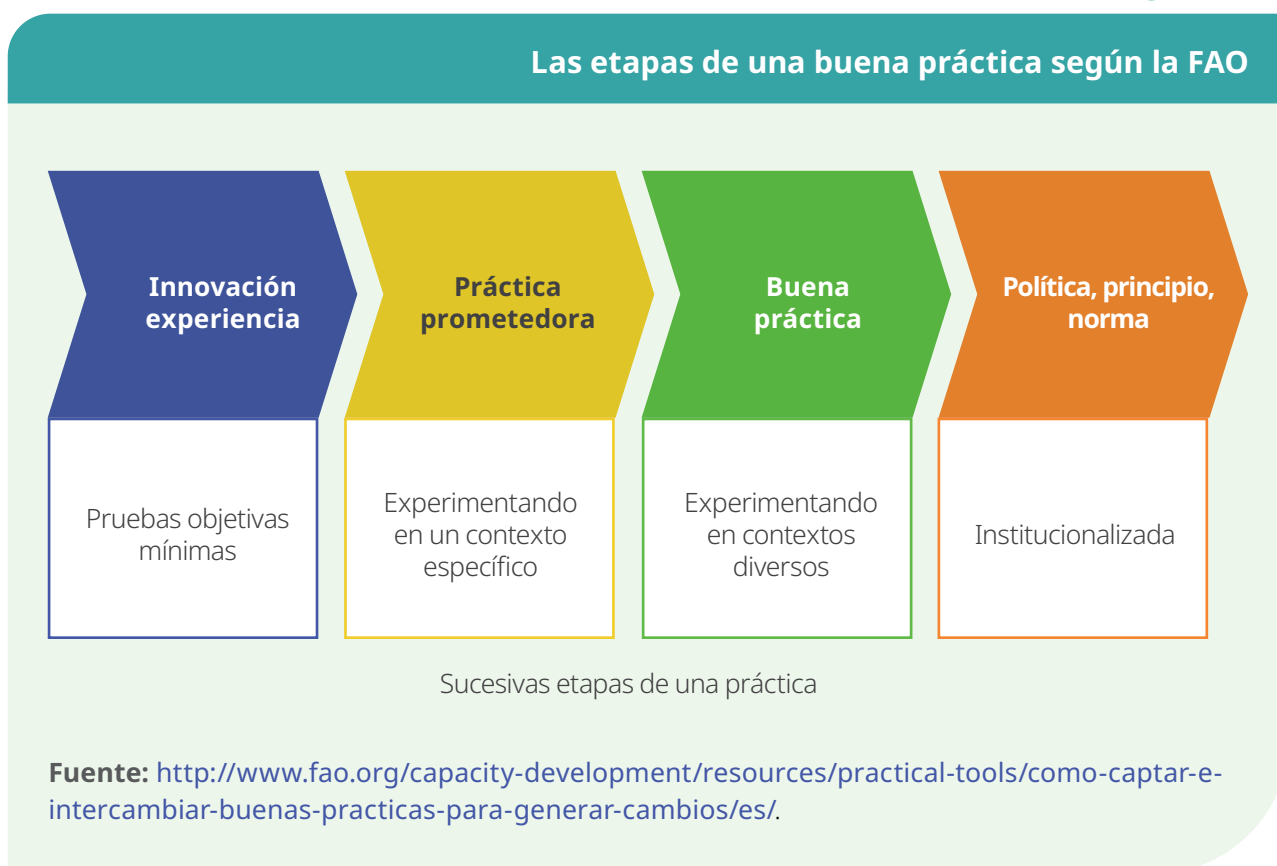 Las etapas de una buena práctica según la FAO
Innovación
experiencia
Práctica
prometedora
Buena
práctica
Política, principio,
norma
Pruebas objetivas
mínimas
Experimentando
en un contexto
específico
Experimentando
en contextos
diversos
Institucionalizada
Sucesivas etapas de una práctica
Fuente: http://www.fao.org/capacity-development/resources/practical-tools/como-captar-e-
intercambiar-buenas-practicas-para-generar-cambios/es/.